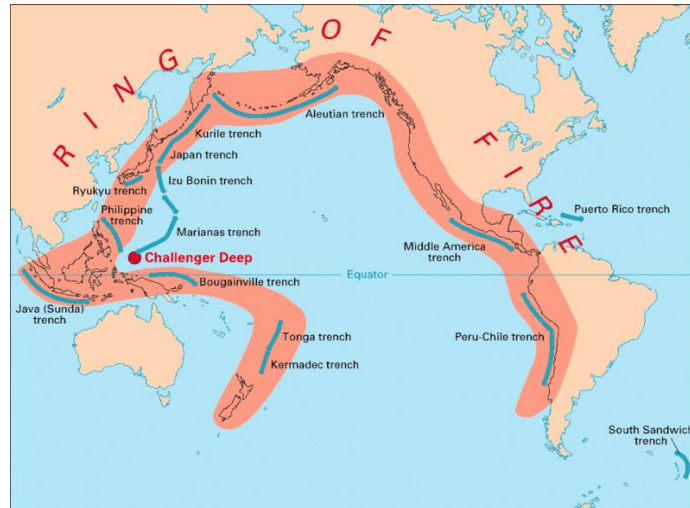 RING OF FIRE
Aleutian trench
Kurile trench
Japan trench
Izu Bonin trench
Ryukyu trench
Philippine
trench
Marianas trench
Challenger Deep
Puerto Rico trench
Middle America
trench
Equator
Bougainville trench
Java (Sunda)
trench
Tonga trench
Kermadec trench
Peru-Chile trench
South Sandwich
trench